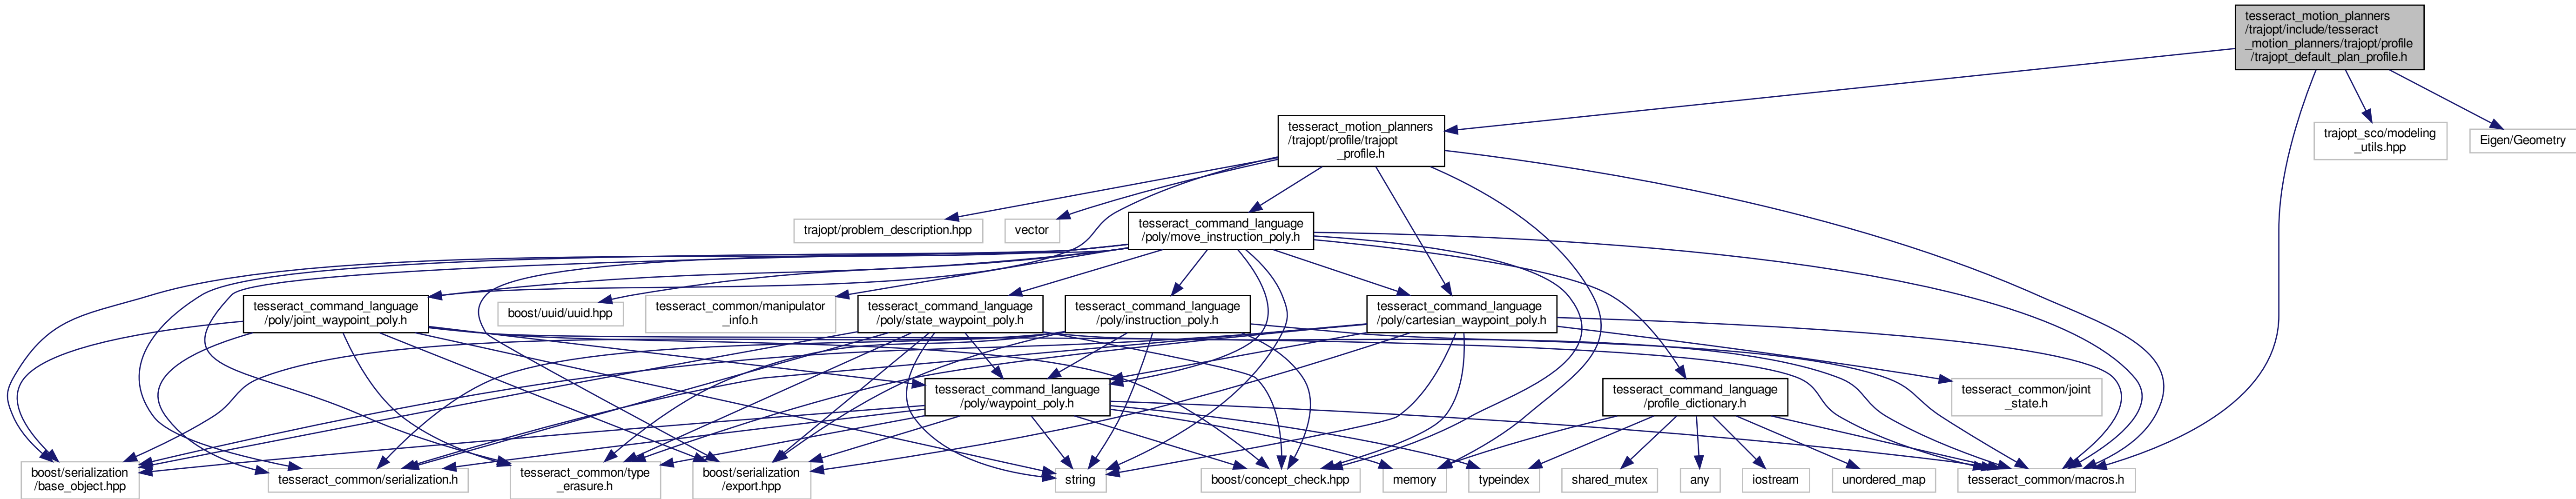 tesseract_motion_planners
/trajopt/include/tesseract
_motion_planners/trajopt/profile
/trajopt_default_plan_profile.h
tesseract_motion_planners
/trajopt/profile/trajopt
_profile.h
trajopt_sco/modeling
_utils.hpp
Eigen/Geometry
trajopt/problem_description.hpp
vector
tesseract_command_language
/poly/move_instruction_poly.h
tesseract_command_language
/poly/joint_waypoint_poly.h
boost/uuid/uuid.hpp
tesseract_common/manipulator
_info.h
tesseract_command_language
/poly/state_waypoint_poly.h
tesseract_command_language
/poly/instruction_poly.h
tesseract_command_language
/poly/cartesian_waypoint_poly.h
tesseract_command_language
/poly/waypoint_poly.h
tesseract_command_language
/profile_dictionary.h
tesseract_common/joint
_state.h
boost/serialization
/base_object.hpp
tesseract_common/serialization.h
tesseract_common/type
_erasure.h
boost/serialization
/export.hpp
string
boost/concept_check.hpp
memory
typeindex
shared_mutex
any
iostream
unordered_map
tesseract_common/macros.h